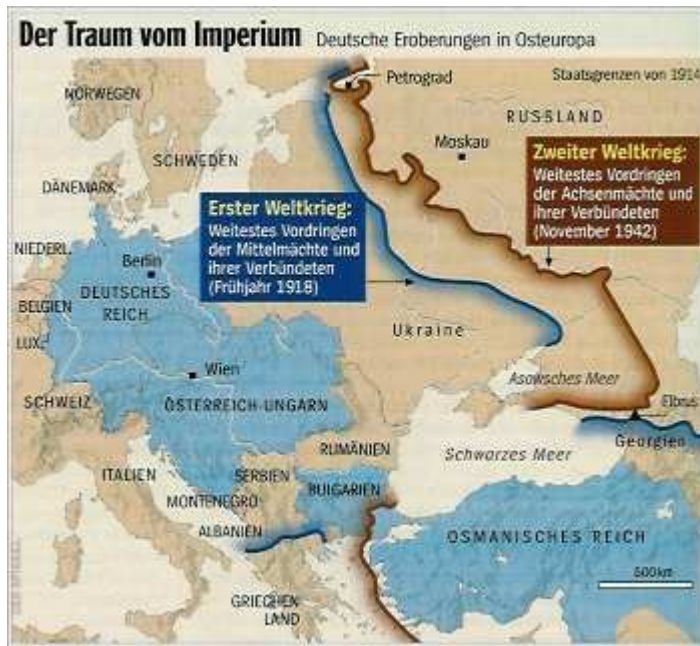 Der Traum vom Imperium Deutsche Eroberungen in Osteuropa
Staatsgrenzen von 1914
Petrograd
NORWEGEN
RUSSLAND
Moskau
SCHWEDEN
Zweiter Weltkrieg:
Weitestes Vordringen
der Achsenmächte und
ihrer Verbündeten
(November 1942)
DÄNEMARK
Erster Weltkrieg:
Weitestes Vordringen
der Mittelmächte und
ihrer Verbündeten
(Frühjahr 1918)
NIEDERL.
Berlin
DEUTSCHES
REICH
BELGIEN
Ukraine
LUX.
Wien
Asowsches Meer
SCHWEIZ
ÖSTERREICH-UNGARN
Elbrus
Georgien
RUMÄNIEN
Schwarzes Meer
ITALIEN
SERBIEN
BULGARIEN
MONTENEGRO
ALBANIEN
OSMANISCHES REICH
500km
GRIECHEN
LAND
DER SPIEGEL